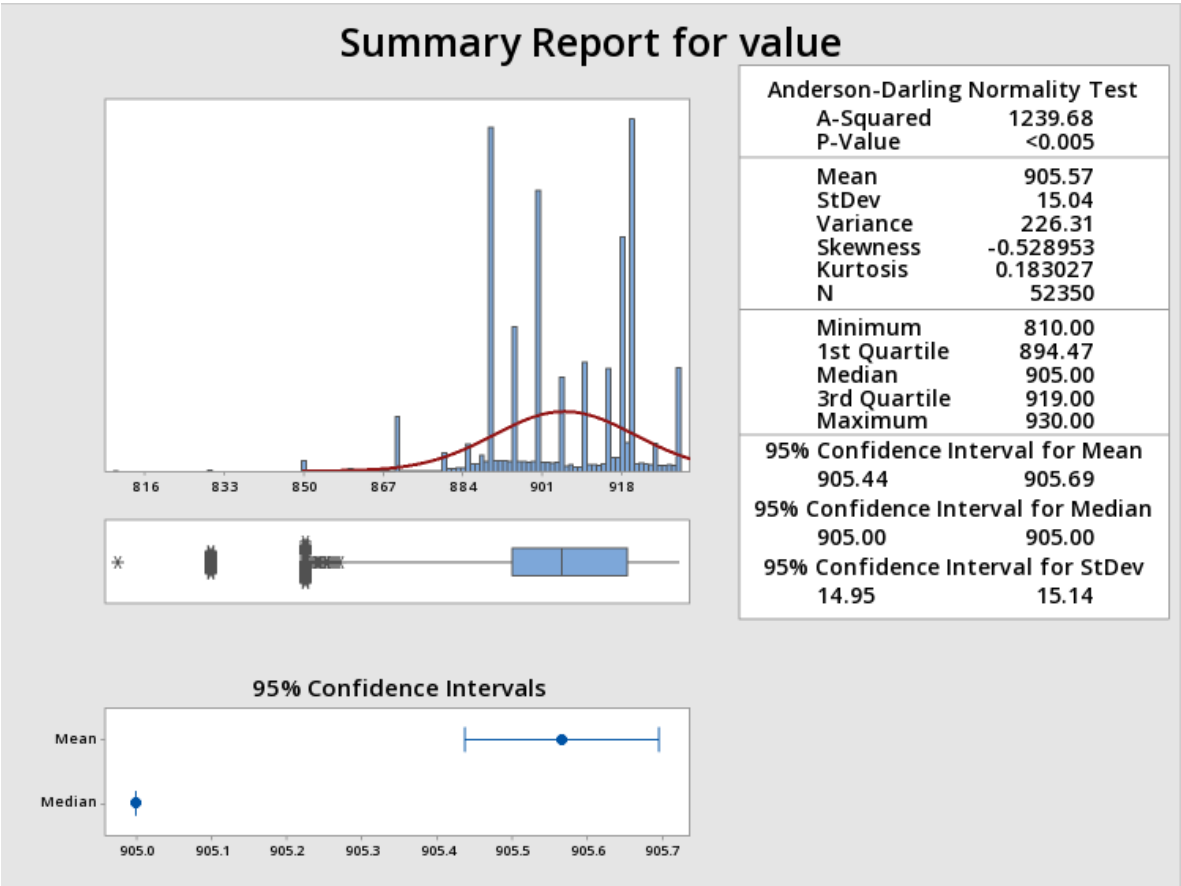 Summary Report for value
816 833 850 867 884 901 918
Anderson-Darling Normality Test
A-Squared 1239.68
P-Value <0.005
Mean 905.57
StDev 15.04
Variance 226.31
Skewness -0.528953
Kurtosis 0.183027
N 52350
Minimum 810.00
1st Quartile 894.47
Median 905.00
3rd Quartile 919.00
Maximum 930.00
95% Confidence Interval for Mean
905.44 905.69
95% Confidence Interval for Median
905.00 905.00
95% Confidence Interval for StDev
14.95 15.14
95% Confidence Intervals
Mean
Median
905.0 905.1 905.2 905.3 905.4 905.5 905.6 905.7